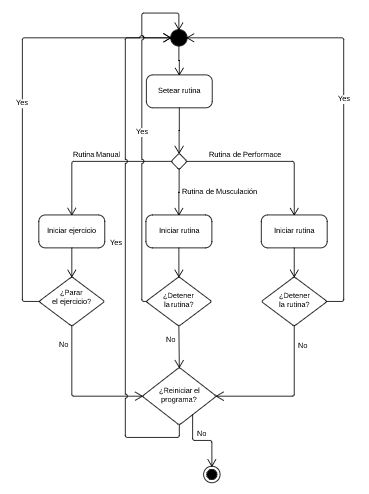 Setear rutina
Yes
Yes
Yes
Rutina Manual
Rutina de Performace
Rutina de Musculación
Iniciar ejercicio
Iniciar rutina
Iniciar rutina
Yes
¿Parar
el ejercicio?
¿Detener
la rutina?
¿Detener
la rutina?
No
No
No
¿Reiniciar el
programa?
No